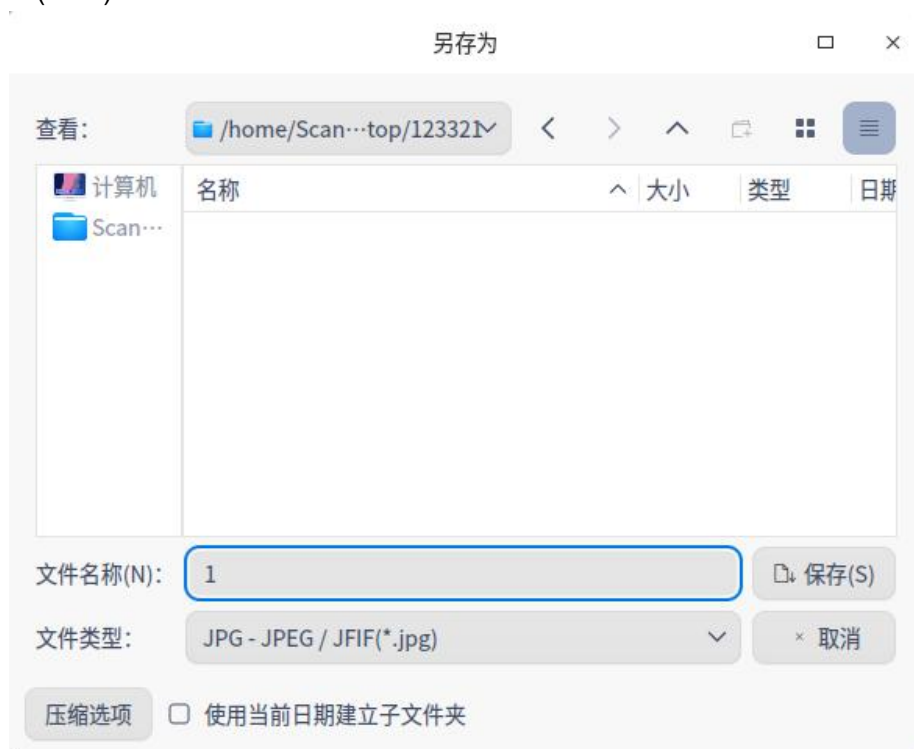 另存为
查看: /home/Scan…top/123321
计算机 名称 大小 类型 日期
Scan…
文件名称(N): 1 保存(S)
文件类型: JPG - JPEG / JFIF(*.jpg) 取消
压缩选项 使用当前日期建立子文件夹